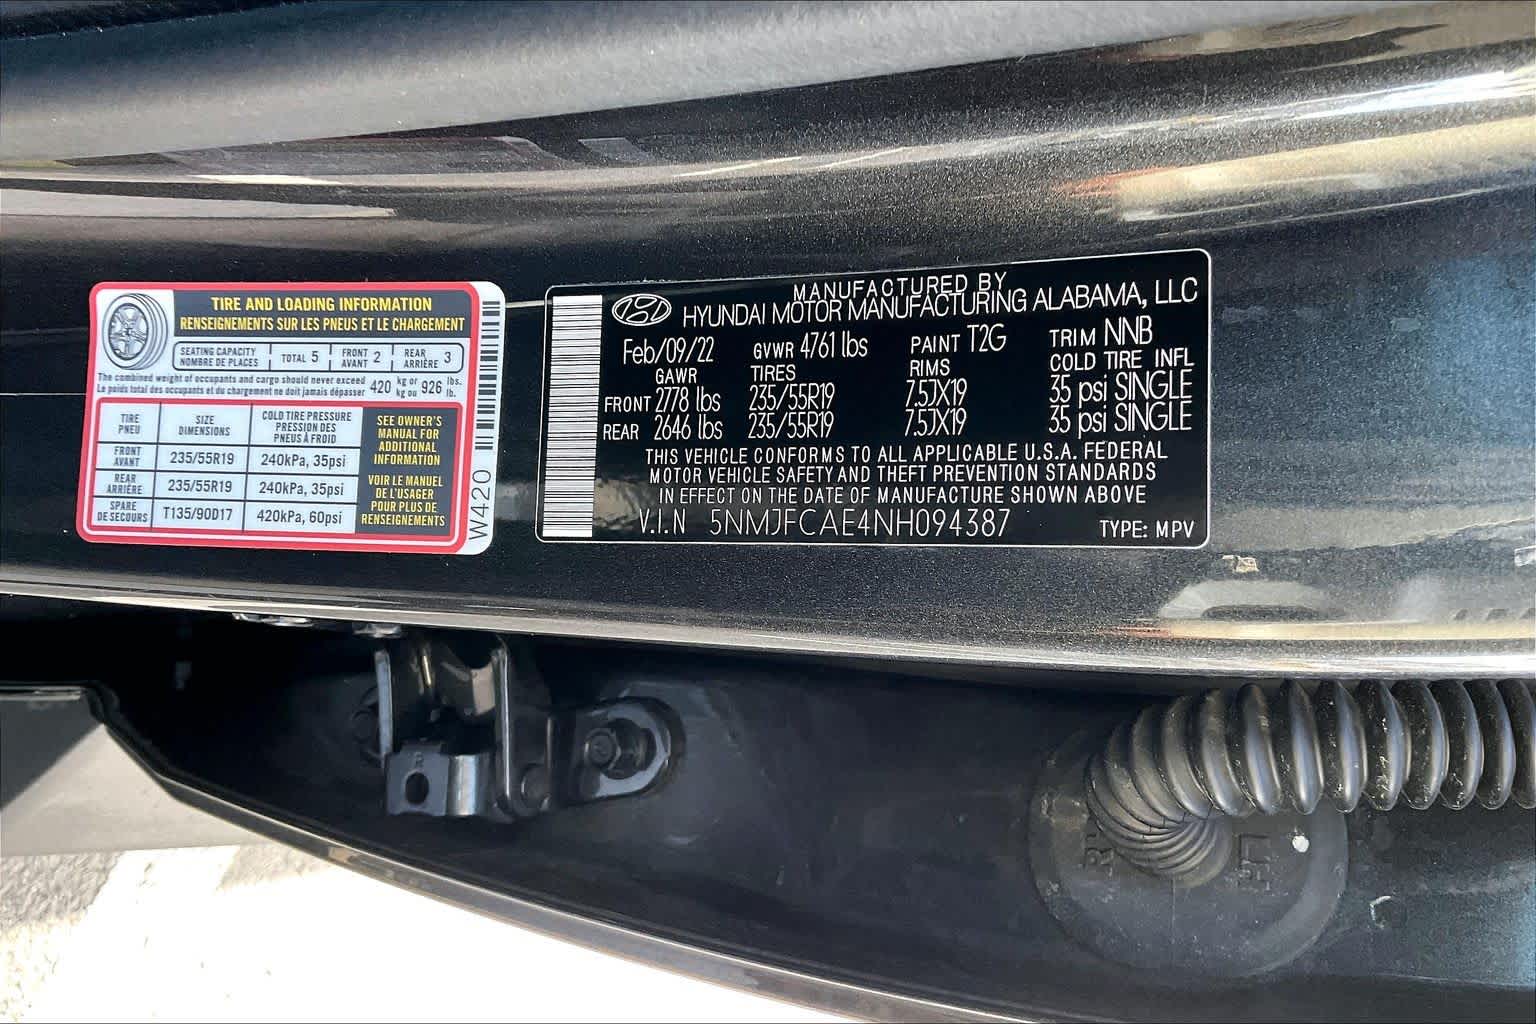 TIRE AND LOADING INFORMATION
RENSEIGNEMENTS SUR LES PNEUS ET LE CHARGEMENT
SEATING CAPACITY
NOMBRE DE PLACES
TOTAL 5
FRONT
AVANT 2
REAR
ARRIÈRE 3
The combined weight of occupants and cargo should never exceed 420 kg or 926 lbs.
Le poids total des occupants et du chargement ne doit jamais dépasser kg ou lb.
TIRE
PNEU
SIZE
DIMENSIONS
COLD TIRE PRESSURE
PRESSION DES
PNEUS À FROID
FRONT
AVANT
235/55R19
240kPa, 35psi
REAR
ARRIÈRE
235/55R19
240kPa, 35psi
SPARE
DE SECOURS
T135/90D17
420kPa, 60psi
SEE OWNER'S
MANUAL FOR
ADDITIONAL
INFORMATION
VOIR LE MANUEL
DE L'USAGER
POUR PLUS DE
RENSEIGNEMENTS
W420
MANUFACTURED BY
HYUNDAI MOTOR MANUFACTURING ALABAMA, LLC
Feb/09/22 GVWR 4761 lbs PAINT T2G TRIM NNB
GAWR TIRES RIMS COLD TIRE INFL
FRONT 2778 lbs 235/55R19 7.5JX19 35 psi SINGLE
REAR 2646 lbs 235/55R19 7.5JX19 35 psi SINGLE
THIS VEHICLE CONFORMS TO ALL APPLICABLE U.S.A. FEDERAL
MOTOR VEHICLE SAFETY AND THEFT PREVENTION STANDARDS
IN EFFECT ON THE DATE OF MANUFACTURE SHOWN ABOVE
V.I.N 5NMJFCAE4NH094387 TYPE: MPV